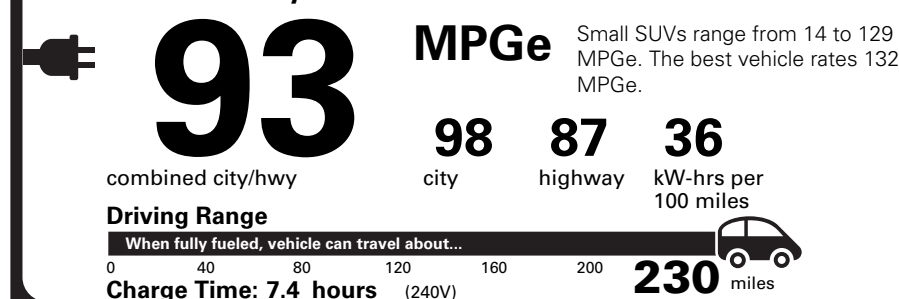 93
MPGe
Small SUVs range from 14 to 129
MPGe. The best vehicle rates 132
MPGe.
98
87
36
combined city/hwy
city
highway
kW-hrs per
100 miles
Driving Range
When fully fueled, vehicle can travel about...
0 40 80 120 160 200 230 miles
Charge Time: 7.4 hours (240V)